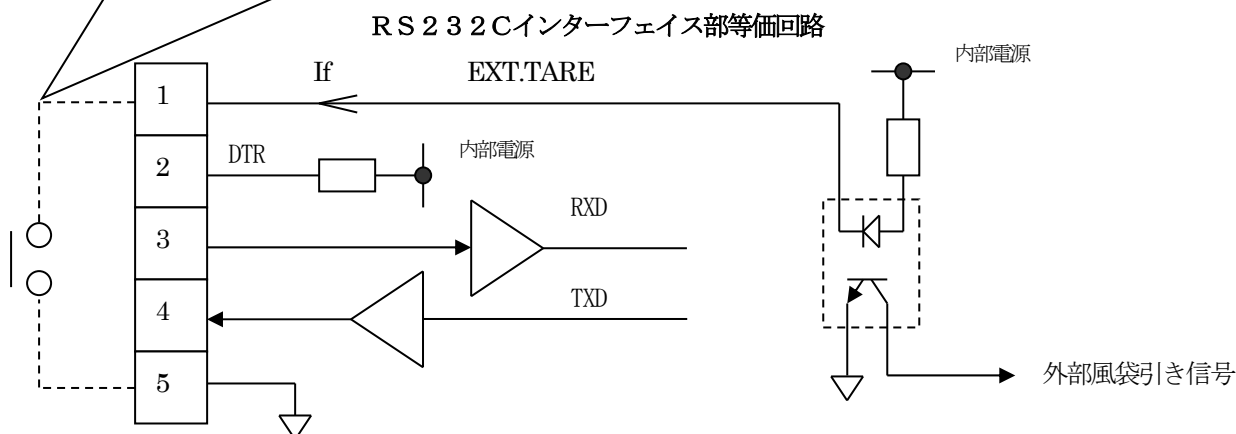 RS232Cインターフェイス部等価回路
内部電源
1
If
EXT.TARE
2
DTR
内部電源
3
RXD
4
TXD
5
外部風袋引き信号